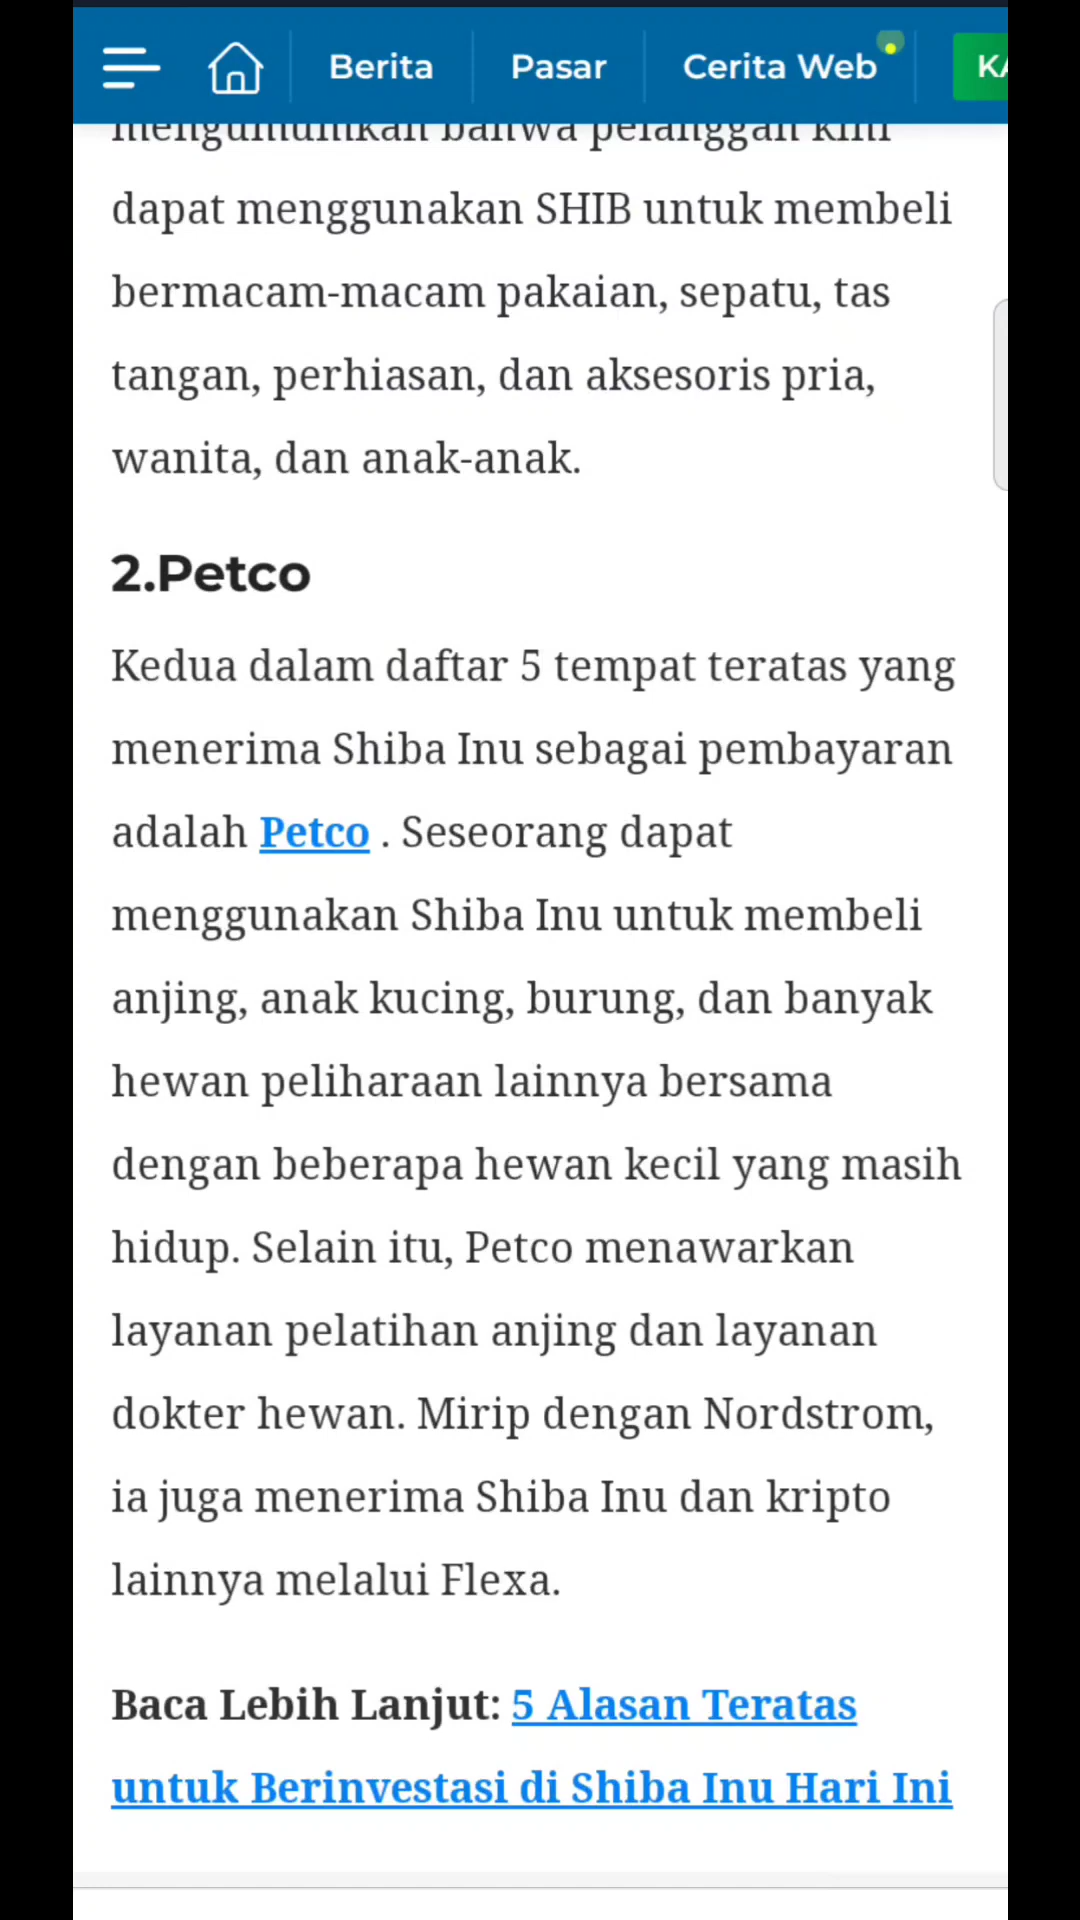 Berita Pasar Cerita Web KA
mengumumkan bahwa pelanggan kini
dapat menggunakan SHIB untuk membeli
bermacam-macam pakaian, sepatu, tas
tangan, perhiasan, dan aksesoris pria,
wanita, dan anak-anak.
2.Petco
Kedua dalam daftar 5 tempat teratas yang
menerima Shiba Inu sebagai pembayaran
adalah Petco . Seseorang dapat
menggunakan Shiba Inu untuk membeli
anjing, anak kucing, burung, dan banyak
hewan peliharaan lainnya bersama
dengan beberapa hewan kecil yang masih
hidup. Selain itu, Petco menawarkan
layanan pelatihan anjing dan layanan
dokter hewan. Mirip dengan Nordstrom,
ia juga menerima Shiba Inu dan kripto
lainnya melalui Flexa.
Baca Lebih Lanjut: 5 Alasan Teratas
untuk Berinvestasi di Shiba Inu Hari Ini